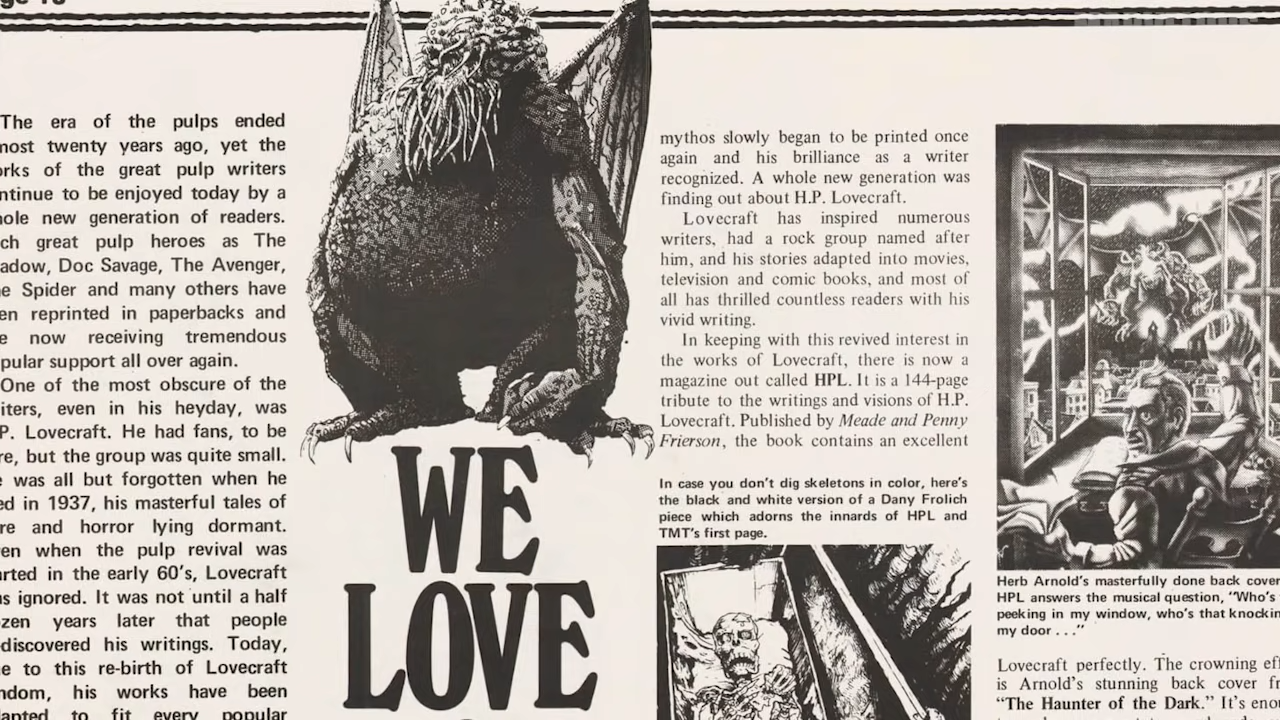 The era of the pulps ended
most twenty years ago, yet the
orks of the great pulp writers
ntinue to be enjoyed today by a
hole new generation of readers.
ch great pulp heroes as The
adow, Doc Savage, The Avenger,
e Spider and many others have
en reprinted in paperbacks and
e now receiving tremendous
pular support all over again.
One of the most obscure of the
iters, even in his heyday, was
P. Lovecraft. He had fans, to be
re, but the group was quite small.
was all but forgotten when he
ed in 1937, his masterful tales of
re and horror lying dormant.
en when the pulp revival was
arted in the early 60's, Lovecraft
as ignored. It was not until a half
ozen years later that people
discovered his writings. Today,
e to this re-birth of Lovecraft
ndom, his works have been
lapted to fit every popular
WE
LOVE
mythos slowly began to be printed once
again and his brilliance as a writer
recognized. A whole new generation was
finding out about H.P. Lovecraft.
Lovecraft has inspired numerous
writers, had a rock group named after
him, and his stories adapted into movies,
television and comic books, and most of
all has thrilled countless readers with his
vivid writing.
In keeping with this revived interest in
the works of Lovecraft, there is now a
magazine out called HPL. It is a 144-page
tribute to the writings and visions of H.P.
Lovecraft. Published by Meade and Penny
Frierson, the book contains an excellent
In case you don't dig skeletons in color, here's
the black and white version of a Dany Frolich
piece which adorns the innards of HPL and
TMT's first page.
Herb Arnold's masterfully done back cover
HPL answers the musical question, "Who's
peeking in my window, who's that knockin
my door . . ."
Lovecraft perfectly. The crowning eff
is Arnold's stunning back cover fr
"The Haunter of the Dark." It's enou